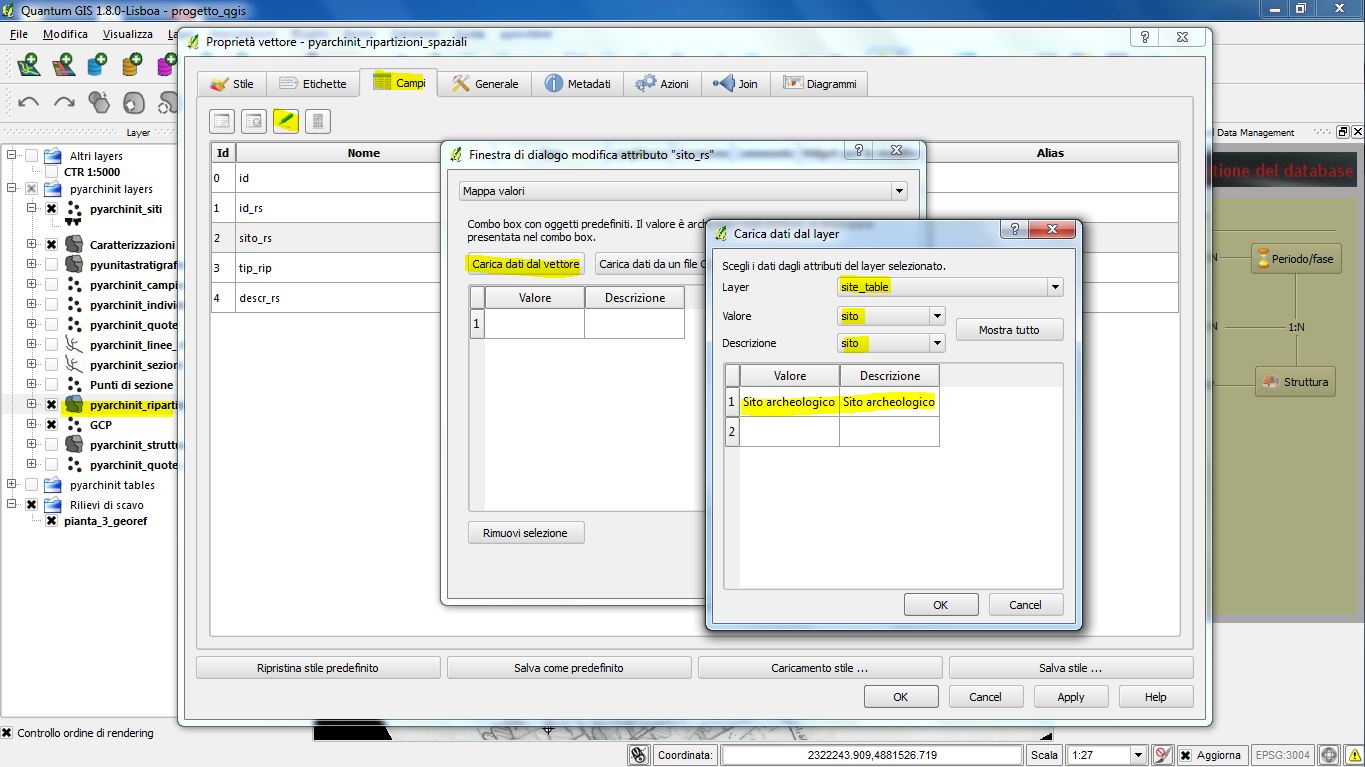 Quantum GIS 1.8.0-Lisboa - progetto_qgis
File Modifica Visualizza
Layer
Altri layers
CTR 1:5000
pyarchinit layers
pyarchinit_siti
Caratterizzazioni
pyunitastratigraf
pyarchinit_campi
pyarchinit_indivi
pyarchinit_quote
pyarchinit_linee_
pyarchinit_sezion
Punti di sezione
pyarchinit_riparti
GCP
pyarchinit_strutt
pyarchinit_quote
pyarchinit tables
Rilievi di scavo
pianta_3_georef
Controllo ordine di rendering
Proprietà vettore - pyarchinit_ripartizioni_spaziali
Stile Etichette Campi Generale Metadati Azioni Join Diagrammi
Id Nome Alias
0 id
1 id_rs
2 sito_rs
3 tip_rip
4 descr_rs
Ripristina stile predefinito Salva come predefinito Caricamento stile ... Salva stile ...
OK Cancel Apply Help
Finestra di dialogo modifica attributo "sito_rs"
Mappa valori
Combo box con oggetti predefiniti. Il valore è
presentata nel combo box.
Carica dati dal vettore Carica dati da un file
Valore Descrizione
1
Rimuovi selezione
Carica dati dal layer
Scegli i dati dagli attributi del layer selezionato.
Layer site_table
Valore sito
Mostra tutto
Descrizione sito
Valore Descrizione
1 Sito archeologico Sito archeologico
2
OK Cancel
Data Management
tione del database
N Periodo/fase
N 1:N
Struttura
Coordinata: 2322243.909,4881526.719 Scala 1:27 Aggiorna EPSG:3004